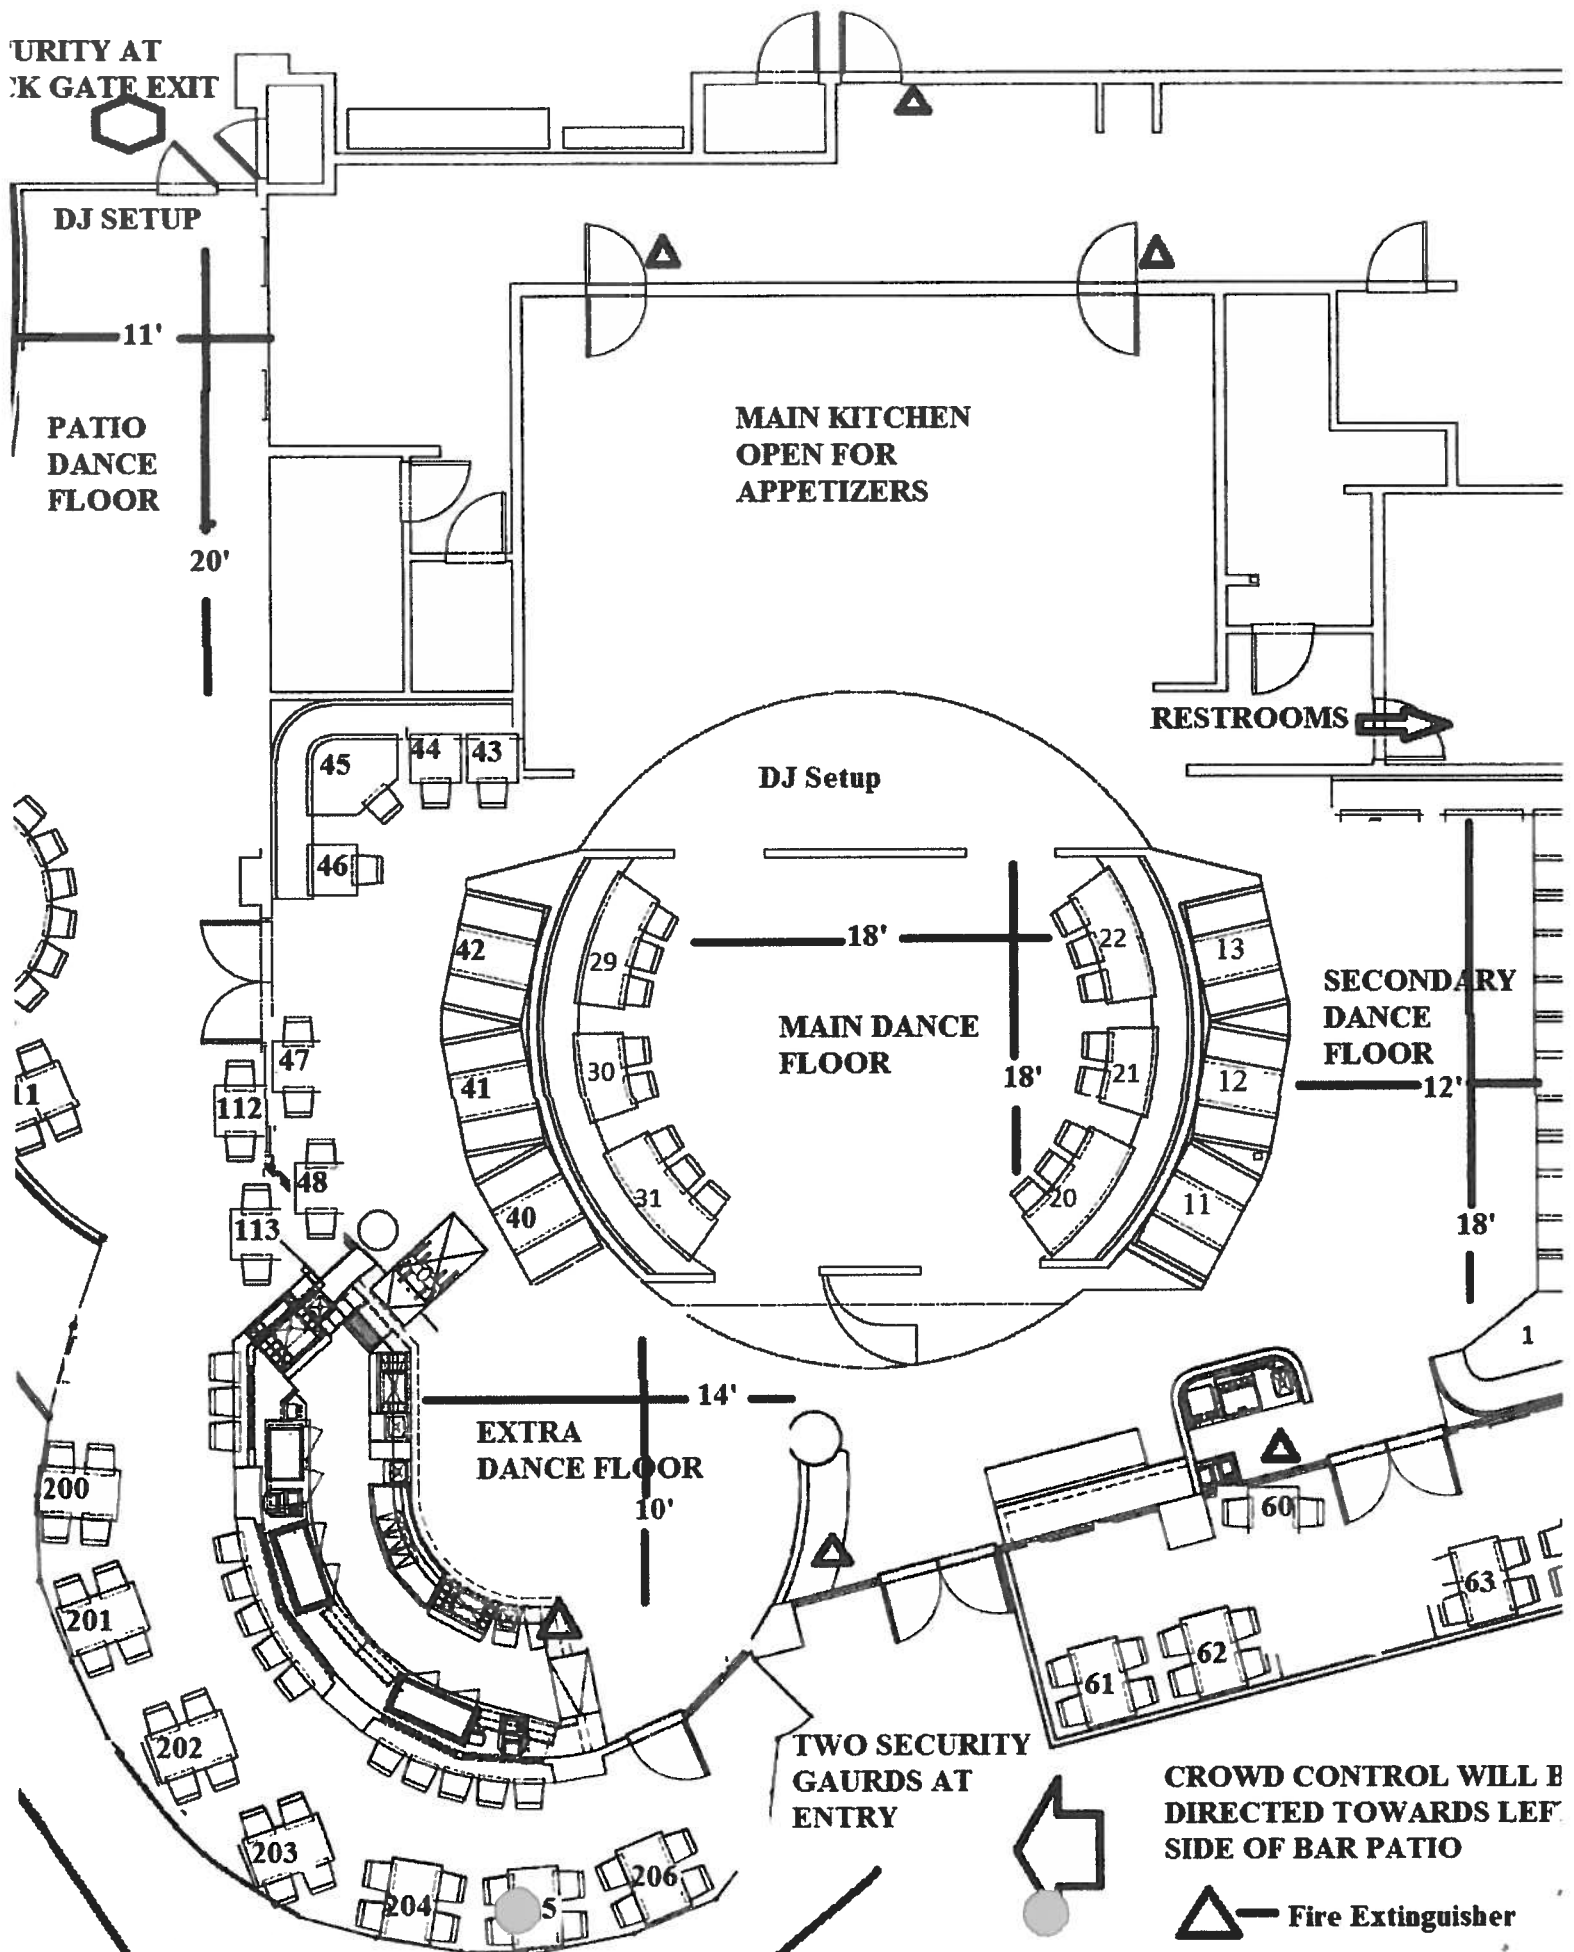 URITY AT
CK GATE EXIT
DJ SETUP
11'
PATIO
DANCE
FLOOR
20'
MAIN KITCHEN
OPEN FOR
APPETIZERS
RESTROOMS
DJ Setup
45
44
43
46
42
29
18'
22
13
SECONDARY
DANCE
FLOOR
MAIN DANCE
FLOOR
18'
47
41
30
21
12
12'
11
112
48
40
31
20
11
18'
113
1
14'
EXTRA
DANCE FLOOR
10'
200
60
201
63
62
61
202
TWO SECURITY
GAURDS AT
ENTRY
CROWD CONTROL WILL B
DIRECTED TOWARDS LEF
SIDE OF BAR PATIO
203
204
5
206
Fire Extinguisher